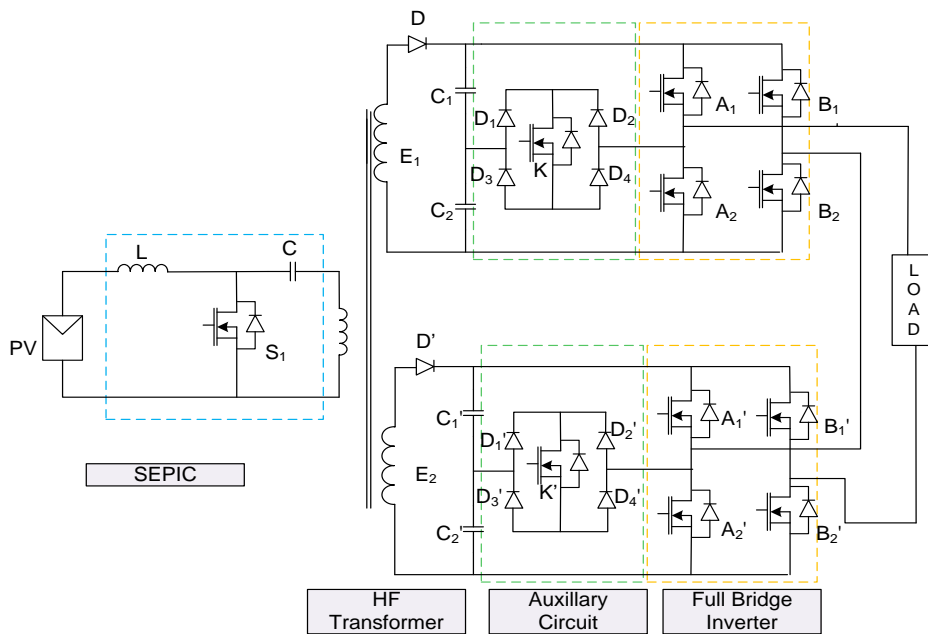 D
C₁
D₁
D₂
A₁
B₁
E₁
K
D₃
D₄
C₂
A₂
B₂
L
C
LOAD
PV
S₁
D'
C₁'
D₁'
D₂'
A₁'
B₁'
SEPIC
E₂
K'
D₃'
D₄'
C₂'
A₂'
B₂'
HF
Transformer
Auxillary
Circuit
Full Bridge
Inverter